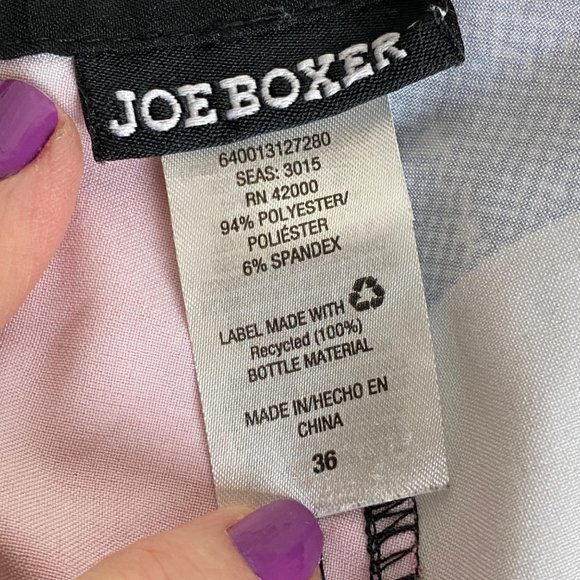 JOE BOXER
640013127280
SEAS: 3015
RN 42000
94% POLYESTER/
POLIÉSTER
6% SPANDEX
LABEL MADE WITH
Recycled (100%)
BOTTLE MATERIAL
MADE IN/HECHO EN
CHINA
36